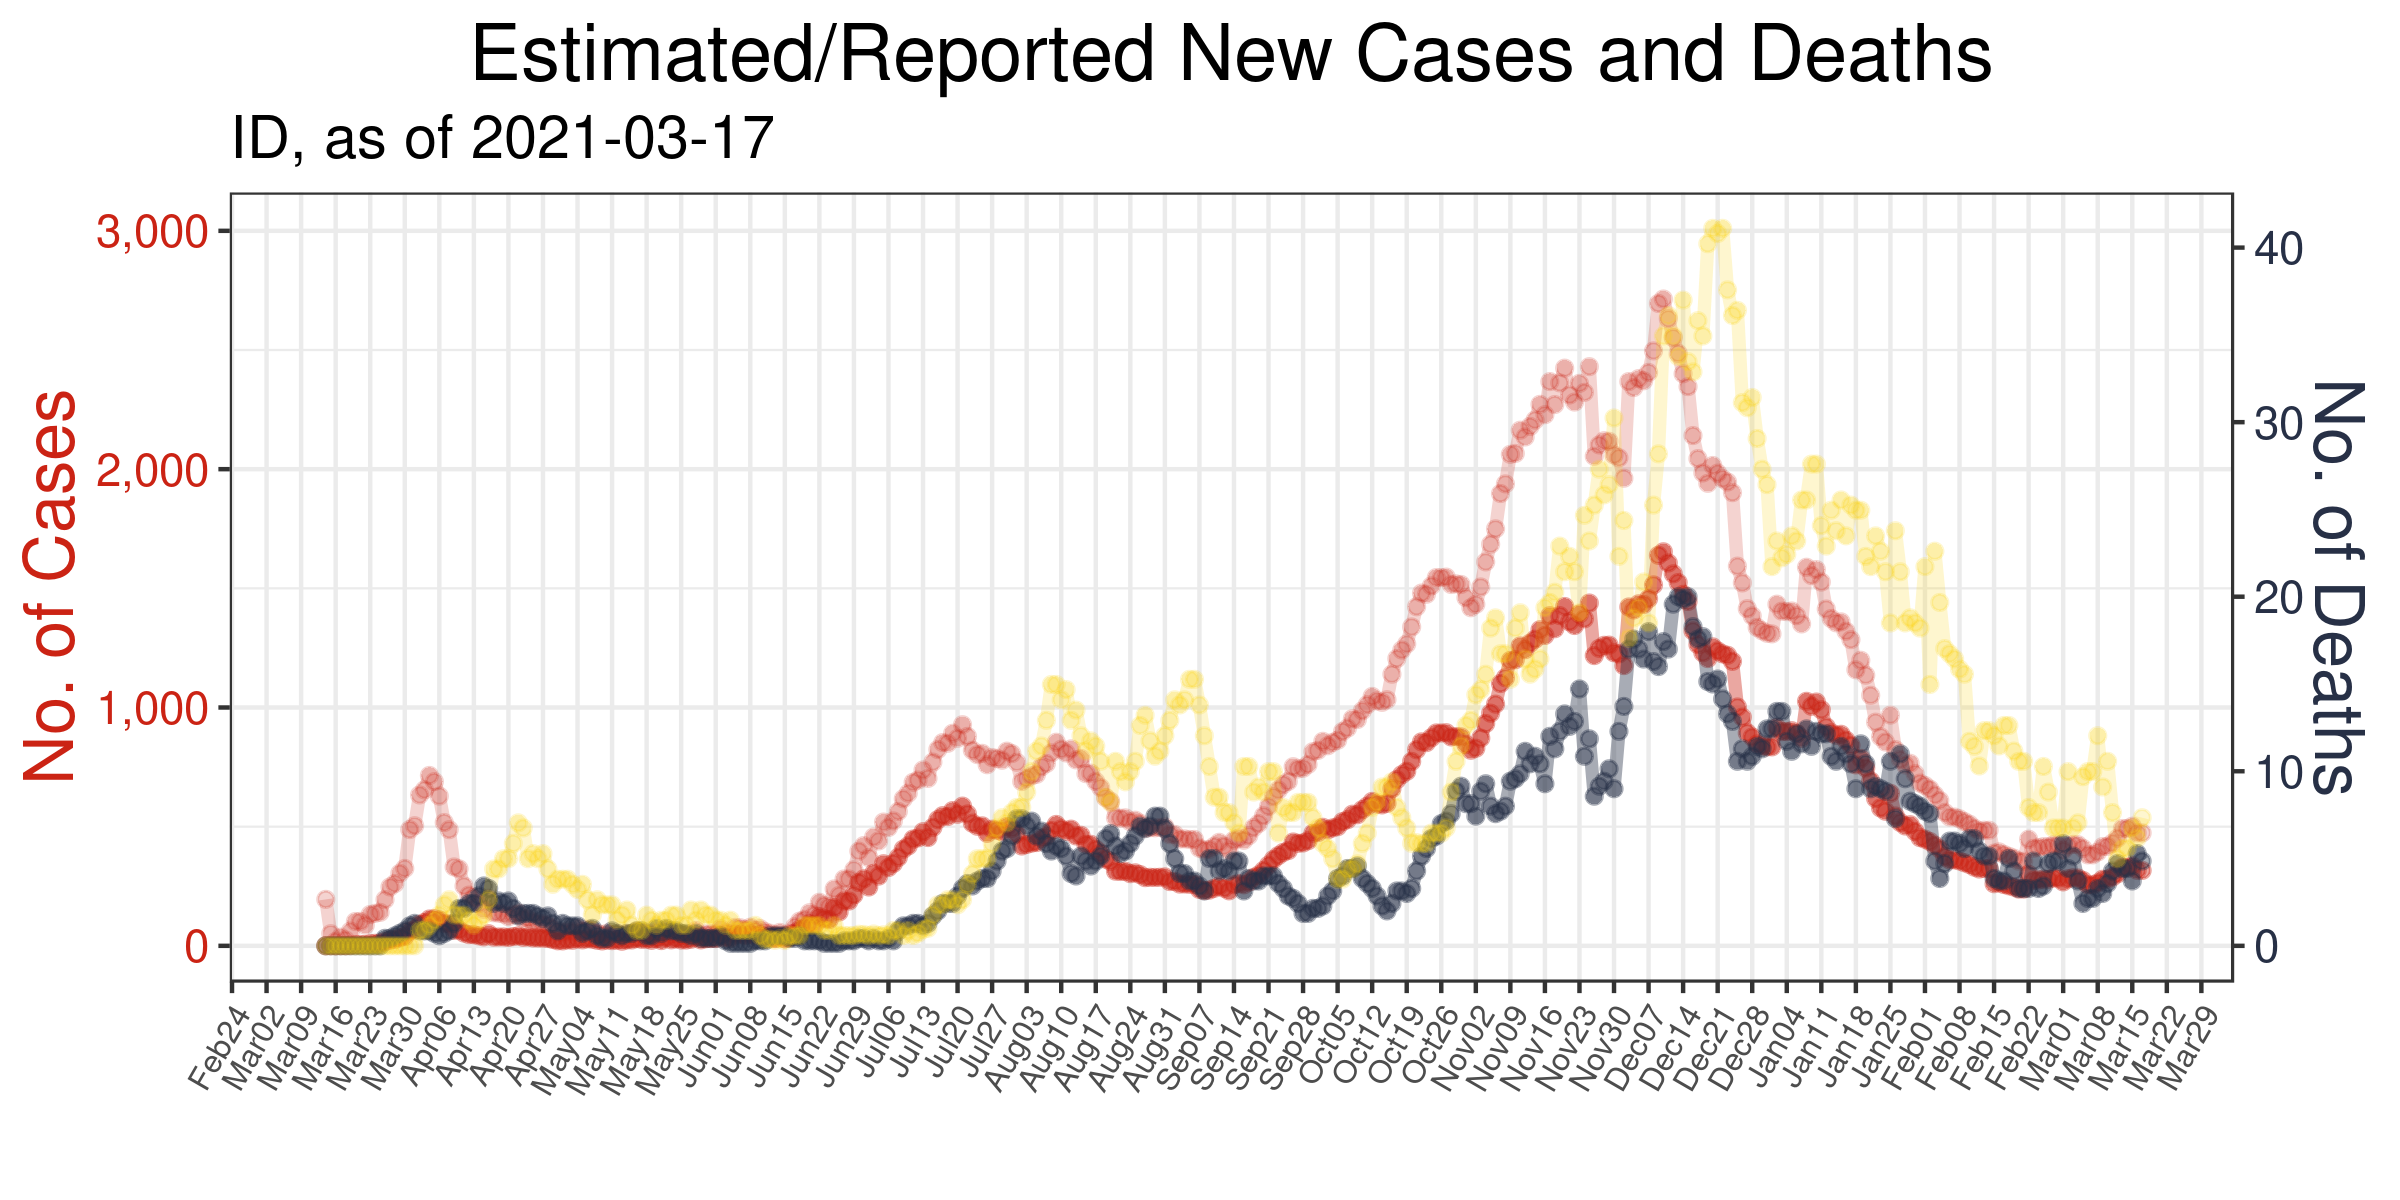 Estimated/Reported New Cases and Deaths
ID, as of 2021-03-17
No. of Cases
3,000
2,000
1,000
0
40
30
20
10
0
No. of Deaths
Feb24 Mar02 Mar09 Mar16 Mar23 Mar30 Apr06 Apr13 Apr20 Apr27 May04 May11 May18 May25 Jun01 Jun08 Jun15 Jun22 Jun29 Jul06 Jul13 Jul20 Jul27 Aug03 Aug10 Aug17 Aug24 Aug31 Sep07 Sep14 Sep21 Sep28 Oct05 Oct12 Oct19 Oct26 Nov02 Nov09 Nov16 Nov23 Nov30 Dec07 Dec14 Dec21 Dec28 Jan04 Jan11 Jan18 Jan25 Feb01 Feb08 Feb15 Feb22 Mar01 Mar08 Mar15 Mar22 Mar29